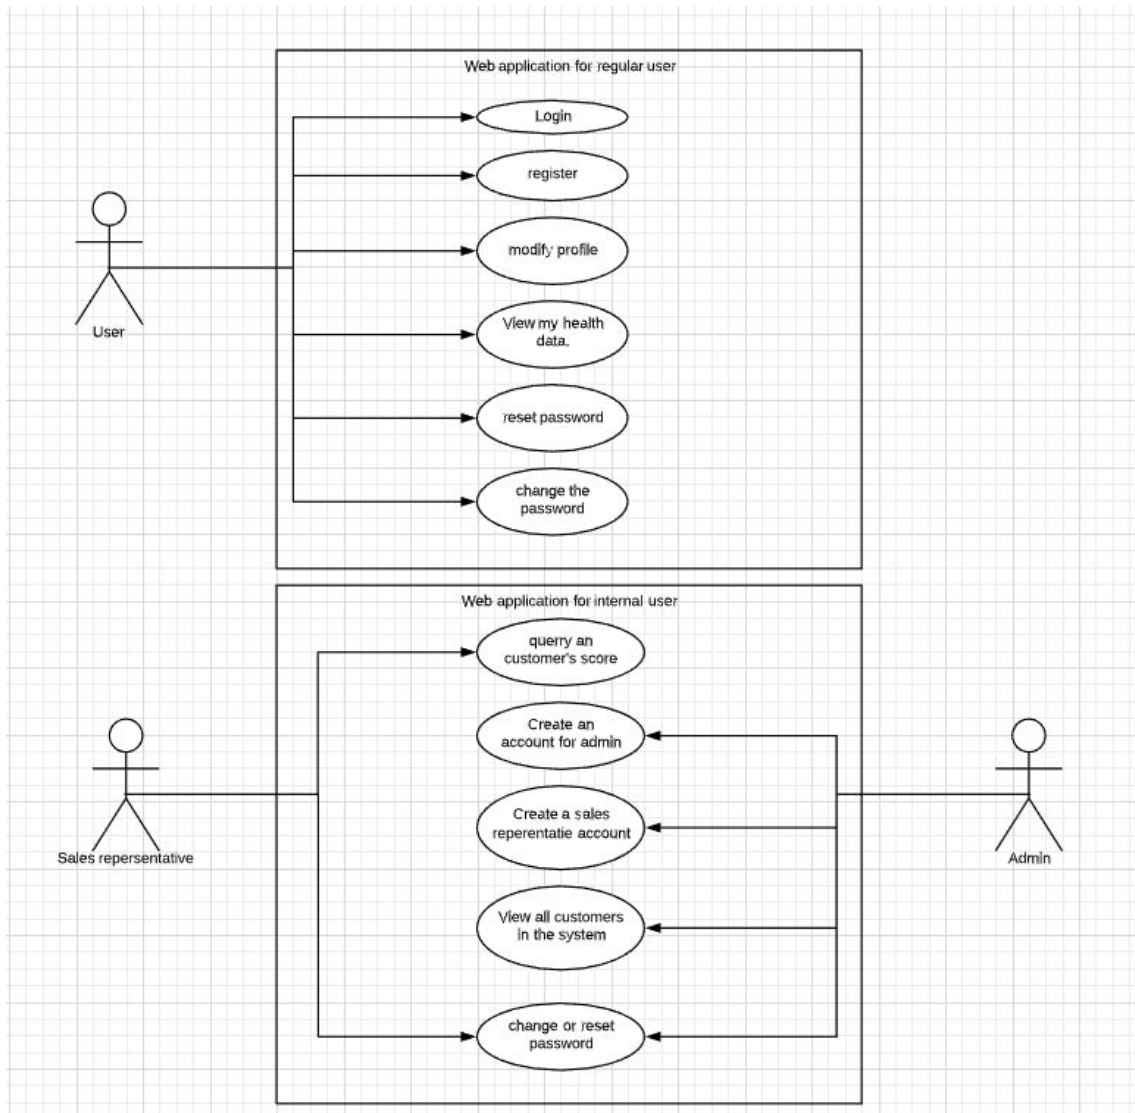 Web application for regular user
Login
register
modify profile
View my health
data.
reset password
change the
password
User
Web application for internal user
querry an
customer's score
Create an
account for admin
Create a sales
reperentatie account
View all customers
in the system
change or reset
password
Sales repersentative
Admin